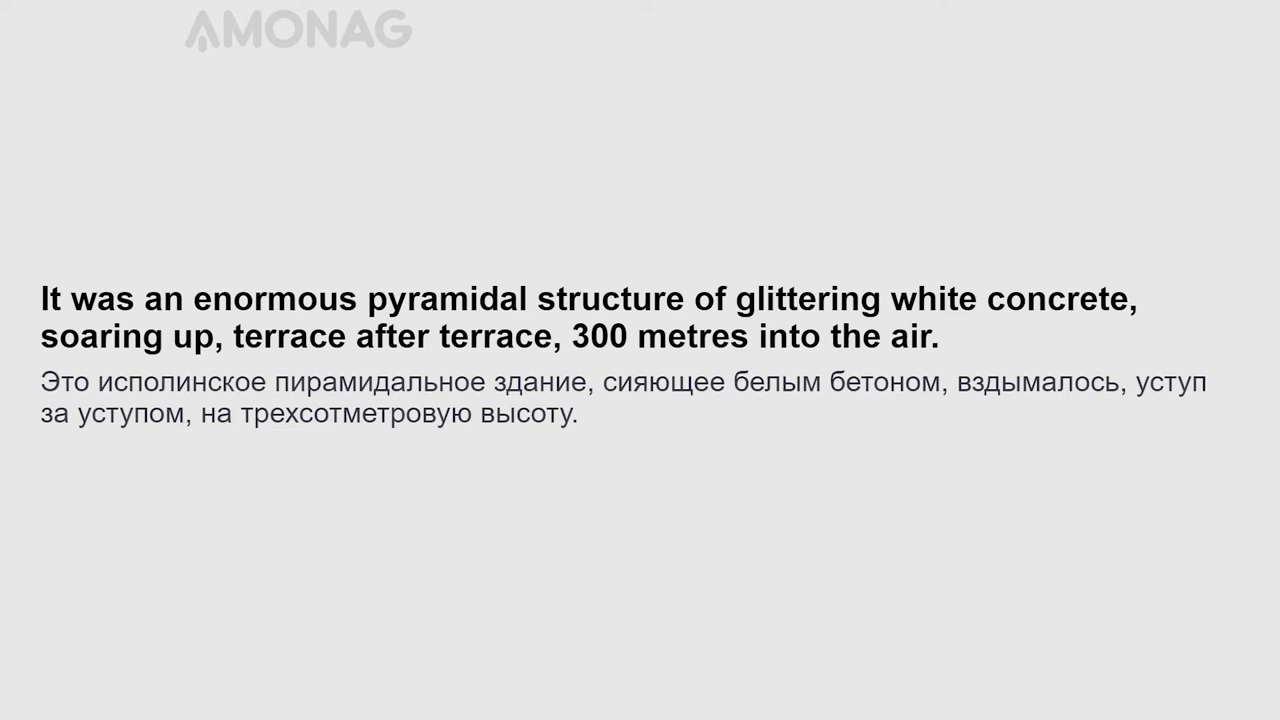 AMONAG
It was an enormous pyramidal structure of glittering white concrete,
soaring up, terrace after terrace, 300 metres into the air.
Это исполинское пирамидальное здание, сияющее белым бетоном, вздымалось, уступ
за уступом, на трехсотметровую высоту.